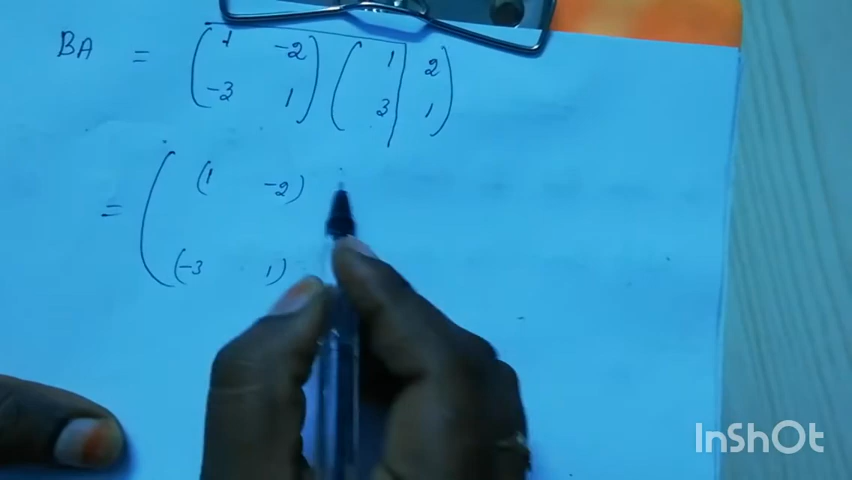 BA = ( 1 -2 ) ( 1 | 2 )
( -3 1 ) ( 3 | 1 )
= ( (1 -2)
(-3 1)
InShOt